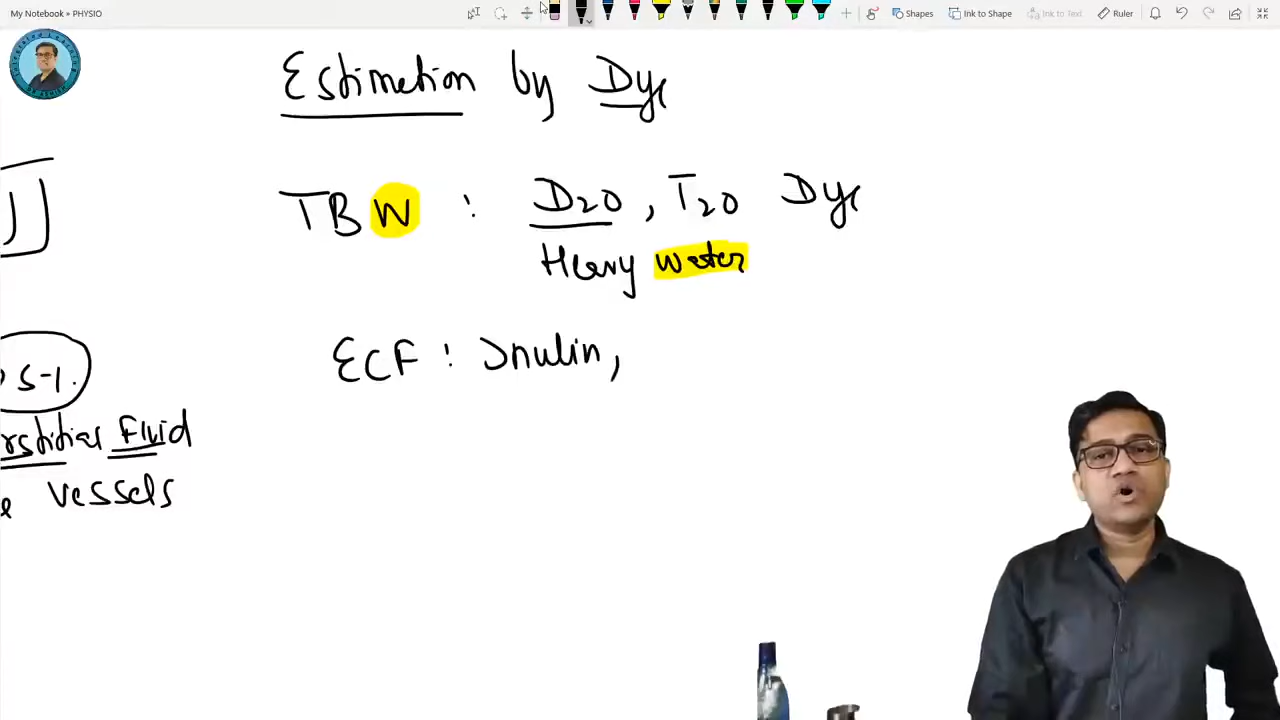 My Notebook » PHYSIO
Shapes
Ink to Shape
Ink to Text
Ruler
Estimation by Dye
TBW : D2O, T2O Dye
Heavy water
ECF : Inulin,
S-1.
Fluid
vessels